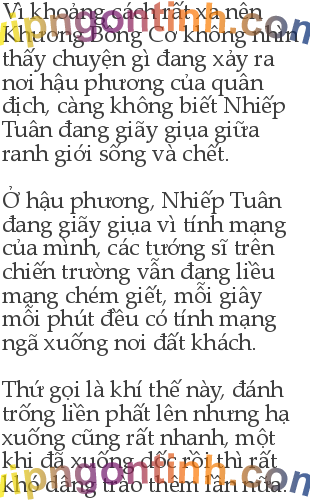 Vì khoảng cách rất xa nên
Khương Bồng Cơ không nhìn
thấy chuyện gì đang xảy ra
nơi hậu phương của quân
địch, càng không biết Nhiếp
Tuân đang giãy giụa giữa
ranh giới sống và chết.
Ở hậu phương, Nhiếp Tuân
đang giãy giụa vì tính mạng
của mình, các tướng sĩ trên
chiến trường vẫn đang liều
mạng chém giết, mỗi giây
mỗi phút đều có tính mạng
ngã xuống nơi đất khách.
Thứ gọi là khí thế này, đánh
trống liền phất lên nhưng hạ
xuống cũng rất nhanh, một
khi đã xuống dốc rồi thì rất
khó dâng trào thêm lần nữa.
vipngontinh.com